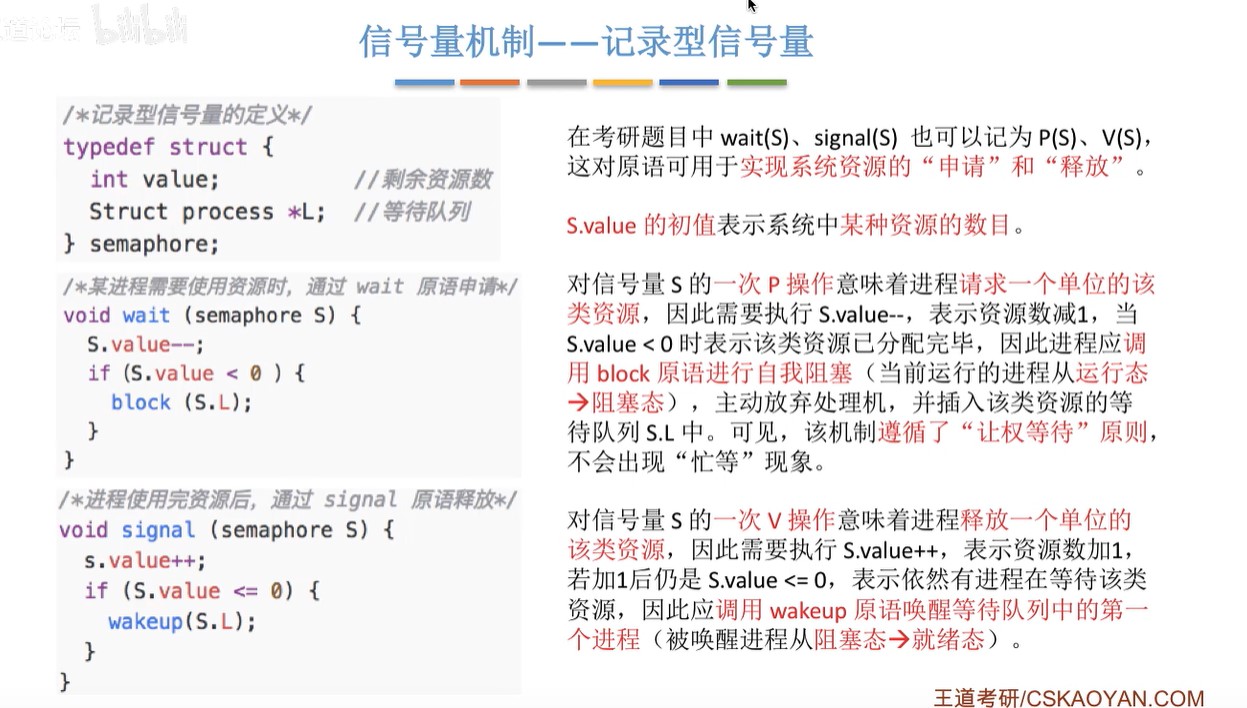 bilibili
信号量机制——记录型信号量
/*记录型信号量的定义*/
typedef struct {
int value; //剩余资源数
Struct process *L; //等待队列
} semaphore;
/*某进程需要使用资源时，通过 wait 原语申请*/
void wait (semaphore S) {
S.value--;
if (S.value < 0 ) {
block (S.L);
}
}
/*进程使用完资源后，通过 signal 原语释放*/
void signal (semaphore S) {
s.value++;
if (S.value <= 0) {
wakeup(S.L);
}
}
在考研题目中 wait(S)、signal(S) 也可以记为 P(S)、V(S)，
这对原语可用于实现系统资源的“申请”和“释放”。
S.value 的初值表示系统中某种资源的数目。
对信号量 S 的一次 P 操作意味着进程请求一个单位的该
类资源，因此需要执行 S.value--，表示资源数减1，当
S.value < 0 时表示该类资源已分配完毕，因此进程应调
用 block 原语进行自我阻塞（当前运行的进程从运行态
→阻塞态），主动放弃处理机，并插入该类资源的等
待队列 S.L 中。可见，该机制遵循了“让权等待”原则，
不会出现“忙等”现象。
对信号量 S 的一次 V 操作意味着进程释放一个单位的
该类资源，因此需要执行 S.value++，表示资源数加1，
若加1后仍是 S.value <= 0，表示依然有进程在等待该类
资源，因此应调用 wakeup 原语唤醒等待队列中的第一
个进程（被唤醒进程从阻塞态→就绪态）。
王道考研/CSKAOYAN.COM